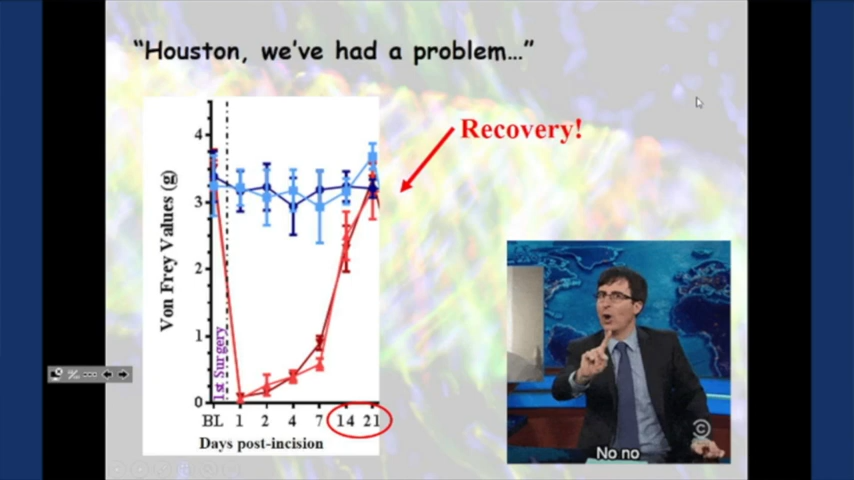 “Houston, we’ve had a problem…”
Recovery!
Von Frey Values (g)
4
3
2
1
0
1st Surgery
BL 1 2 4 7 14 21
Days post-incision
No no